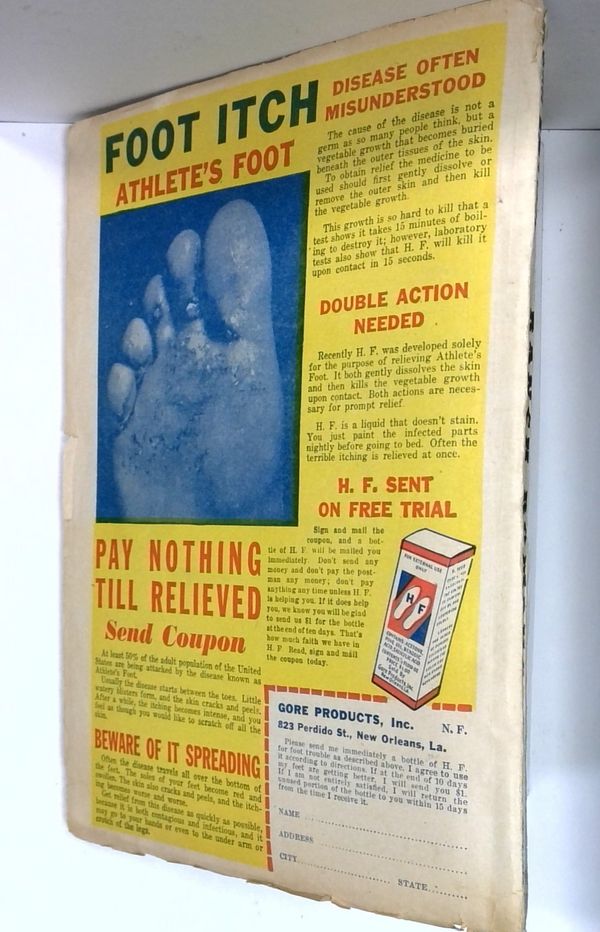 FOOT ITCH
ATHLETE'S FOOT
DISEASE OFTEN
MISUNDERSTOOD
The cause of the disease is not a
germ as so many people think, but a
vegetable growth that becomes buried
beneath the outer tissues of the skin.
To obtain relief the medicine to be
used should first gently dissolve or
remove the outer skin and then kill
the vegetable growth.
This growth is so hard to kill that a
test shows it takes 15 minutes of boil-
ing to destroy it; however, laboratory
tests also show that H. F. will kill it
upon contact in 15 seconds.
DOUBLE ACTION
NEEDED
Recently H. F. was developed solely
for the purpose of relieving Athlete's
Foot. It both gently dissolves the skin
and then kills the vegetable growth
upon contact. Both actions are neces-
sary for prompt relief.
H. F. is a liquid that doesn't stain.
You just paint the infected parts
nightly before going to bed. Often the
terrible itching is relieved at once.
H. F. SENT
ON FREE TRIAL
Sign and mail the
coupon, and a bot-
tle of H. F. will be mailed you
immediately. Don't send any
money and don't pay the post-
man any money; don't pay
anything any time unless H. F.
is helping you. If it does help
you, we know you will be glad
to send us $1 for the bottle
at the end of ten days. That's
how much faith we have in
H. F. Read, sign and mail
the coupon today.
FOR EXTERNAL USE
ONLY
H F
PAY NOTHING
TILL RELIEVED
Send Coupon
At least 50% of the adult population of the United
States are being attacked by the disease known as
Athlete's Foot.
Usually the disease starts between the toes. Little
watery blisters form, and the skin cracks and peels.
After a while, the itching becomes intense, and you
feel as though you would like to scratch off all the
skin.
BEWARE OF IT SPREADING
Often the disease travels all over the bottom of
the feet. The soles of your feet become red and
swollen. The skin also cracks and peels, and the itch-
ing becomes worse and worse.
Get relief from this disease as quickly as possible,
because it is both contagious and infectious, and it
may go to your hands or even to the under arm or
crotch of the legs.
GORE PRODUCTS, Inc. N. F.
823 Perdido St., New Orleans, La.
Please send me immediately a bottle of H. F.
for foot trouble as described above. I agree to use
it according to directions. If at the end of 10 days
my feet are getting better, I will send you $1.
If I am not entirely satisfied, I will return the
unused portion of the bottle to you within 15 days
from the time I receive it.
NAME
ADDRESS
CITY
STATE